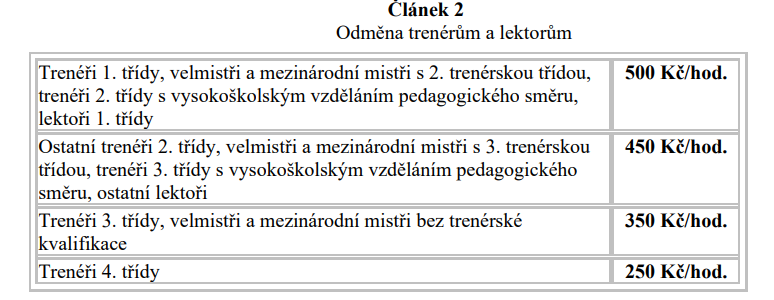 Článek 2
Odměna trenérům a lektorům
Trenéři 1. třídy, velmistři a mezinárodní mistři s 2. trenérskou třídou,
trenéři 2. třídy s vysokoškolským vzděláním pedagogického směru,
lektoři 1. třídy
500 Kč/hod.
Ostatní trenéři 2. třídy, velmistři a mezinárodní mistři s 3. trenérskou
třídou, trenéři 3. třídy s vysokoškolským vzděláním pedagogického
směru, ostatní lektoři
450 Kč/hod.
Trenéři 3. třídy, velmistři a mezinárodní mistři bez trenérské
kvalifikace
350 Kč/hod.
Trenéři 4. třídy
250 Kč/hod.